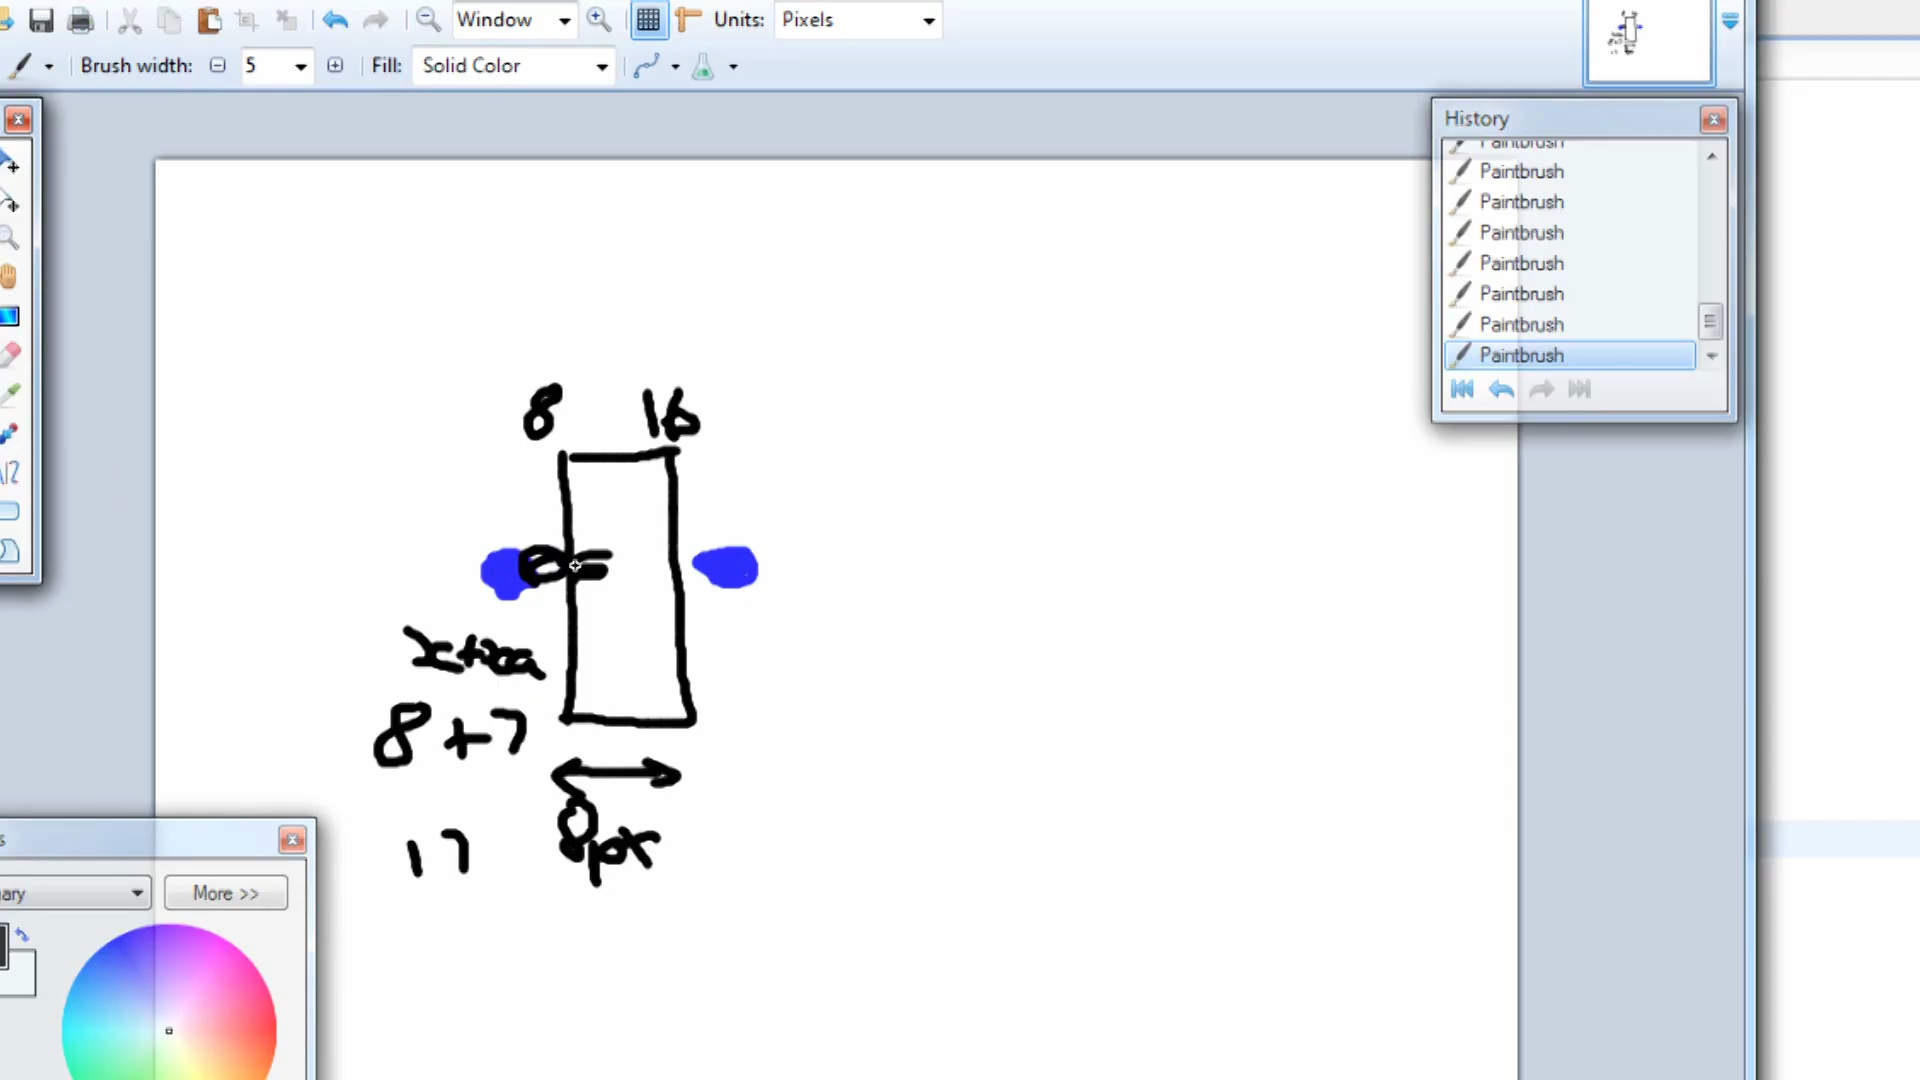 Window Units: Pixels
Brush width: 5 Fill: Solid Color
History
Paintbrush
Paintbrush
Paintbrush
Paintbrush
Paintbrush
Paintbrush
Paintbrush
Paintbrush
8 16
8 + 7
17
8px
More >>